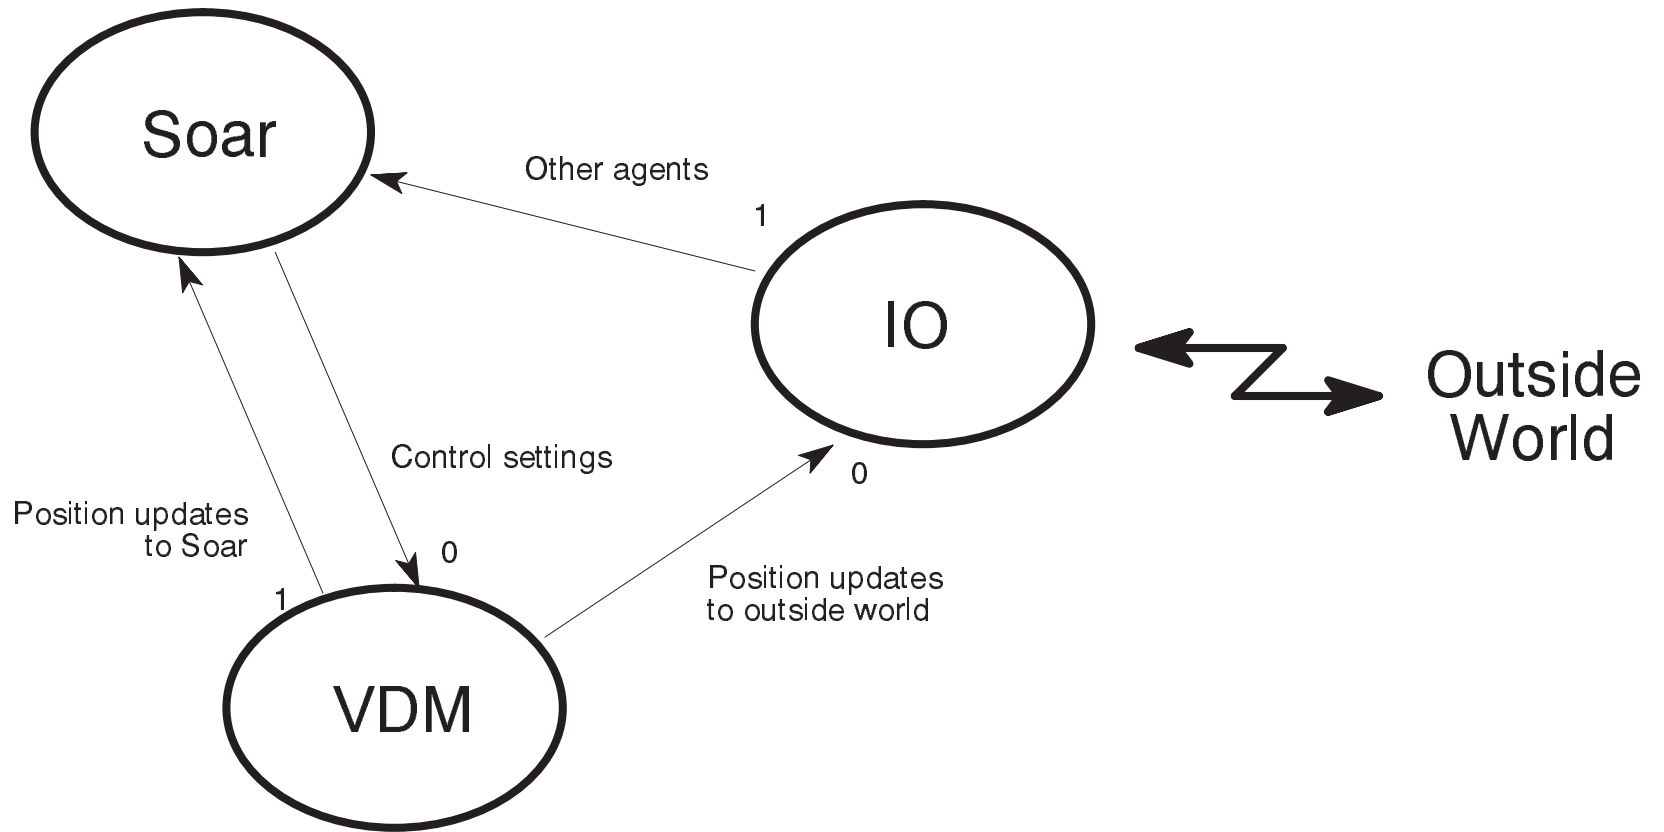 Soar
Other agents
1
IO
Outside
World
Control settings
0
Position updates
to Soar
0
Position updates
to outside world
1
VDM